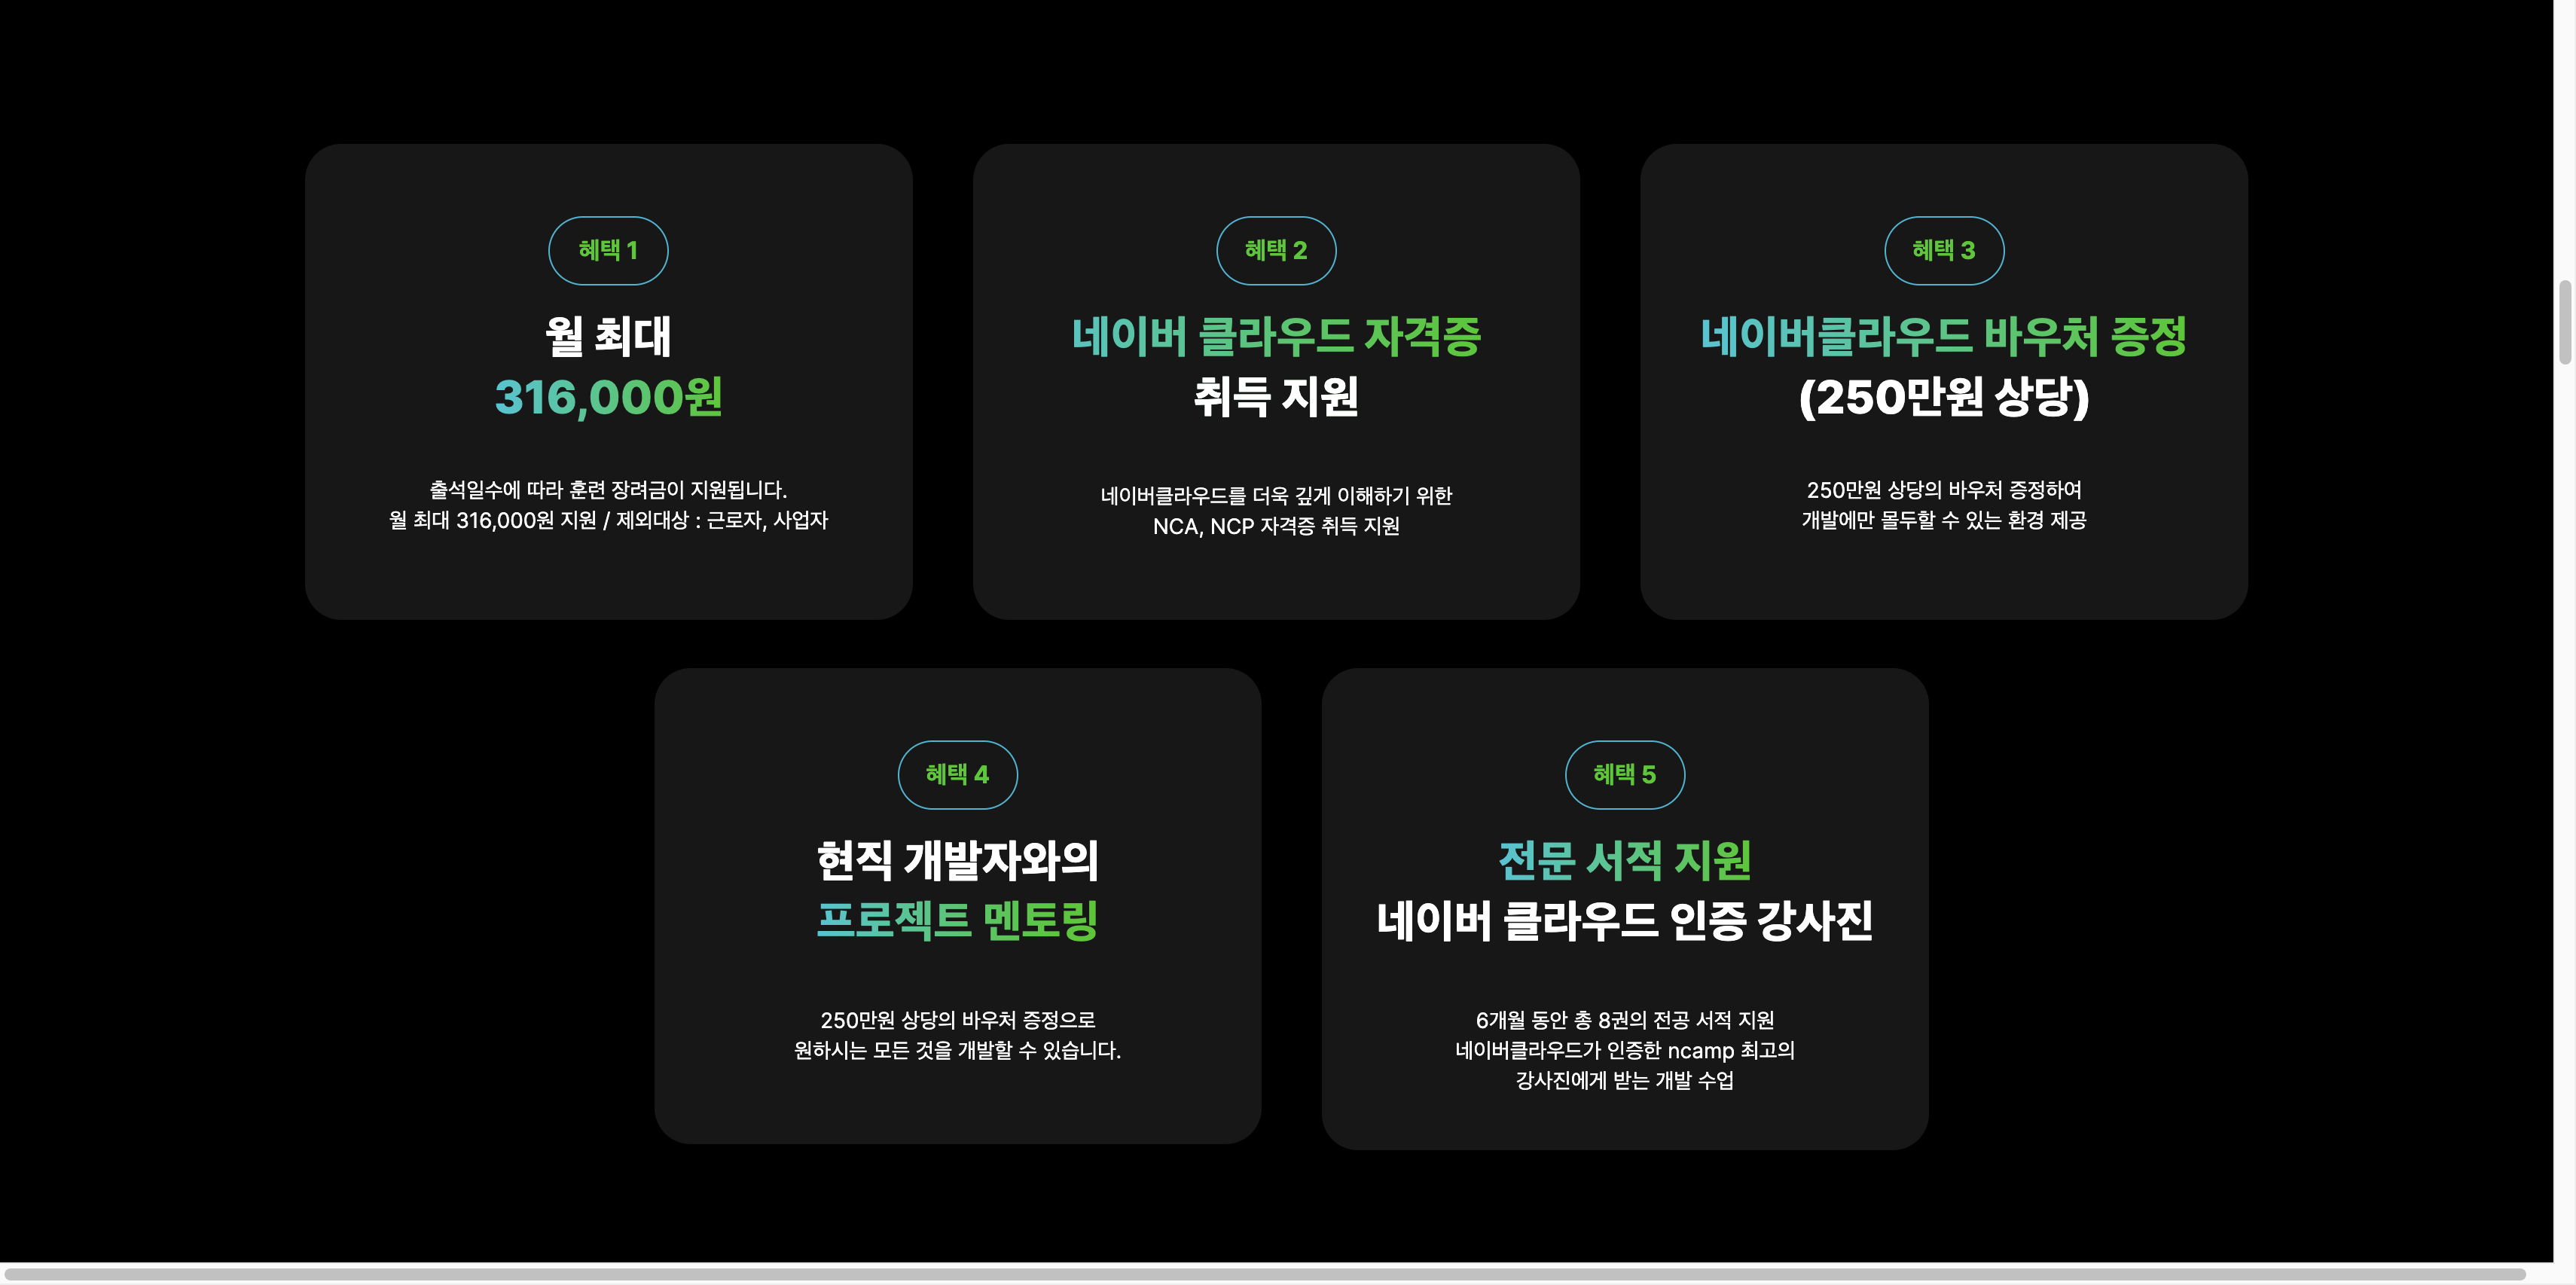 혜택 1
월 최대
316,000원
출석일수에 따라 훈련 장려금이 지원됩니다.
월 최대 316,000원 지원 / 제외대상 : 근로자, 사업자
혜택 2
네이버 클라우드 자격증
취득 지원
네이버클라우드를 더욱 깊게 이해하기 위한
NCA, NCP 자격증 취득 지원
혜택 3
네이버클라우드 바우처 증정
(250만원 상당)
250만원 상당의 바우처 증정하여
개발에만 몰두할 수 있는 환경 제공
혜택 4
현직 개발자와의
프로젝트 멘토링
250만원 상당의 바우처 증정으로
원하시는 모든 것을 개발할 수 있습니다.
혜택 5
전문 서적 지원
네이버 클라우드 인증 강사진
6개월 동안 총 8권의 전공 서적 지원
네이버클라우드가 인증한 ncamp 최고의
강사진에게 받는 개발 수업